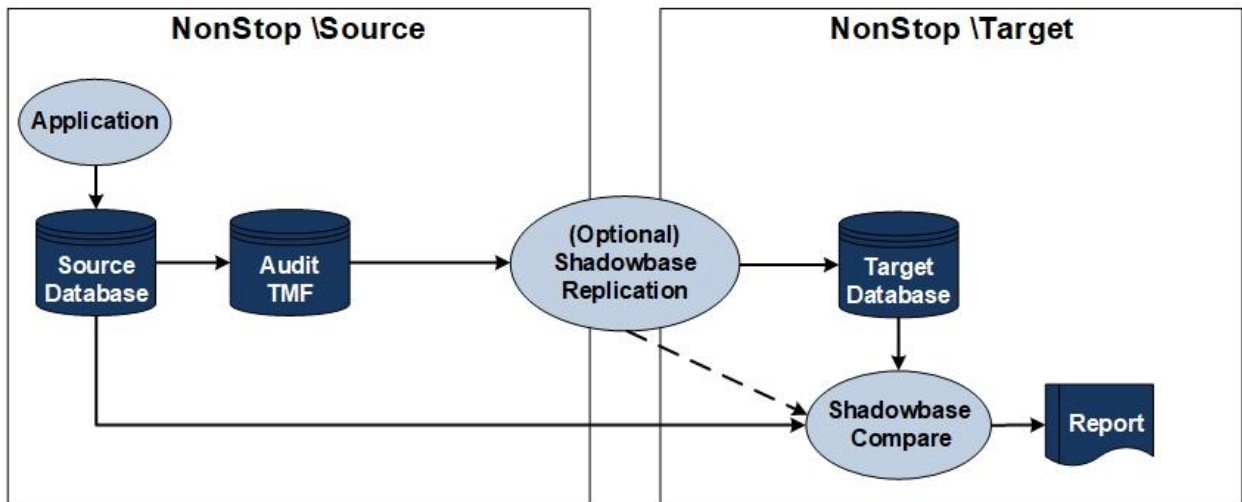 NonStop \Source
NonStop \Target
Application
Source
Database
Audit
TMF
(Optional)
Shadowbase
Replication
Target
Database
Shadowbase
Compare
Report